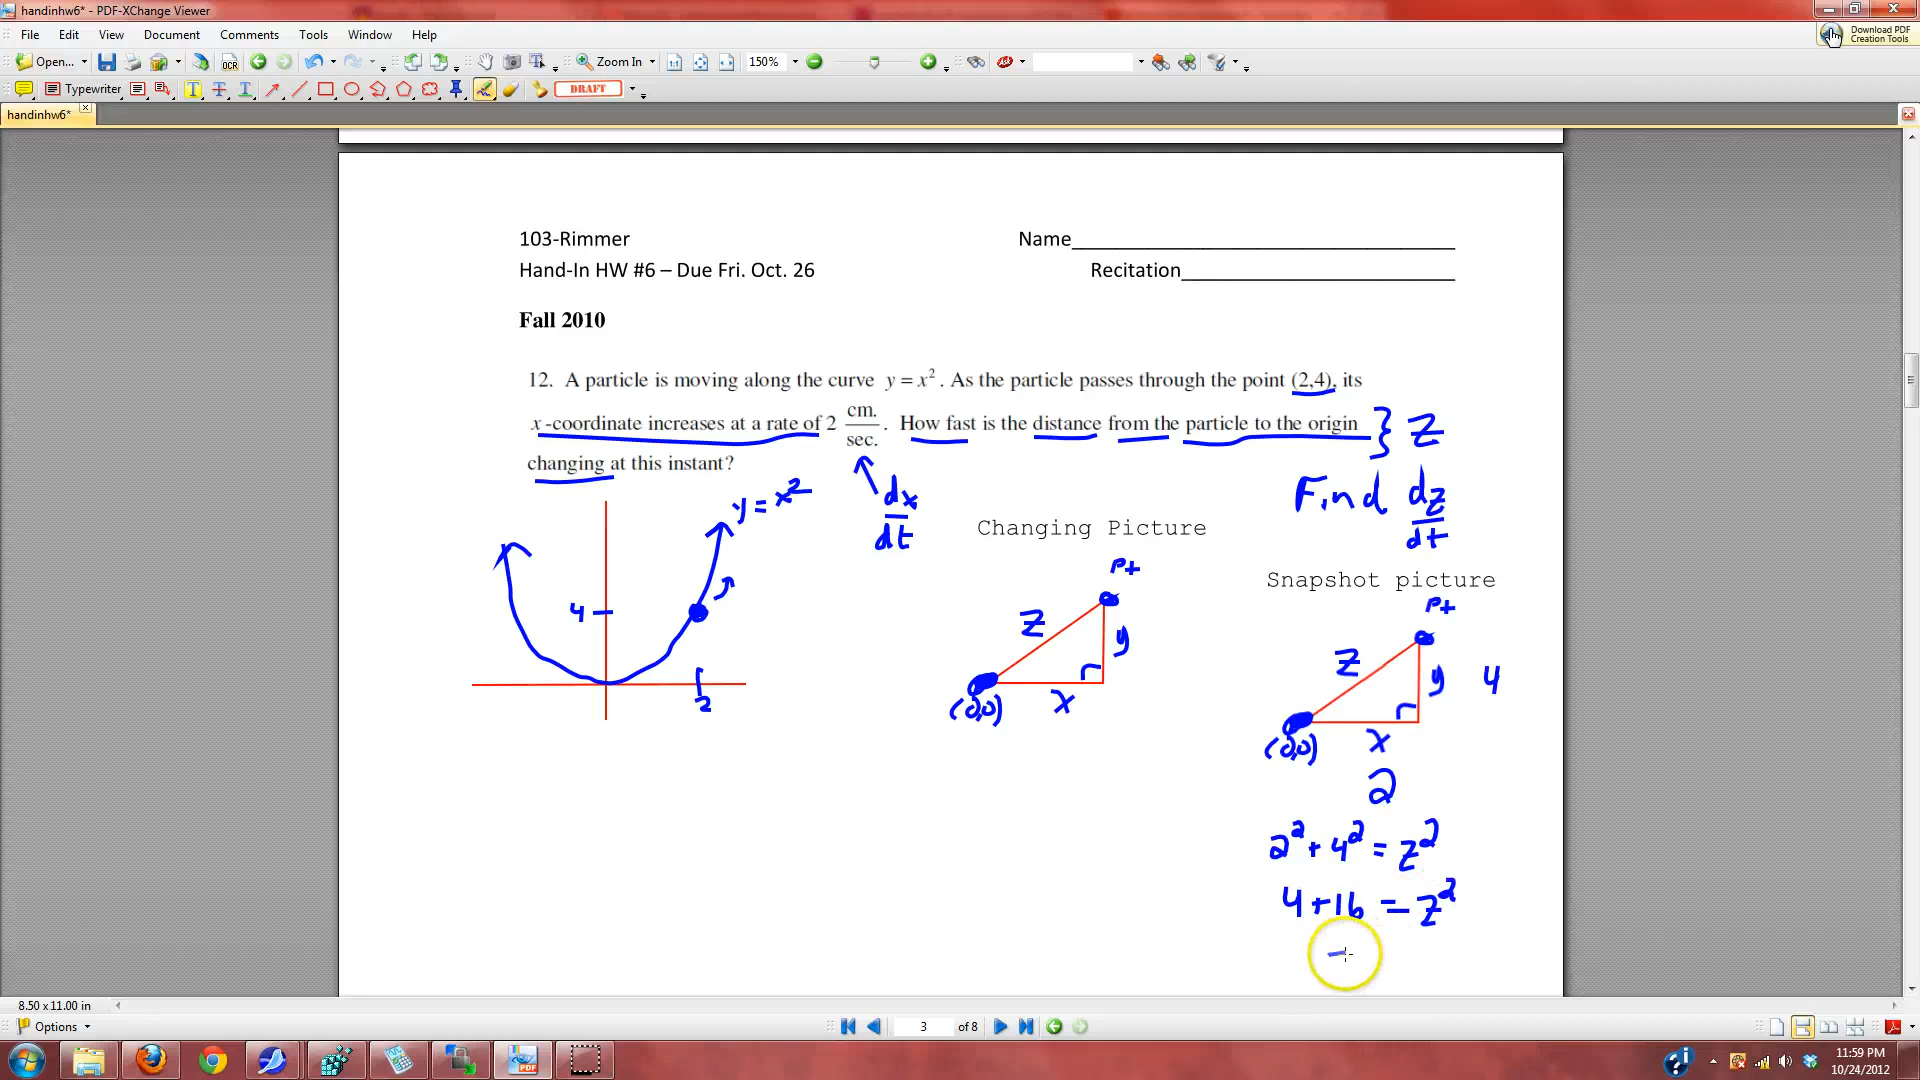 handinhw6* - PDF-XChange Viewer
File Edit View Document Comments Tools Window Help
Download PDF
Creation Tools
Open... OCR Zoom In 150%
Typewriter DRAFT
handinhw6*
103-Rimmer Name
Hand-In HW #6 – Due Fri. Oct. 26 Recitation
Fall 2010
12. A particle is moving along the curve y = x². As the particle passes through the point (2,4), its
x-coordinate increases at a rate of 2 cm./sec. How fast is the distance from the particle to the origin } z
changing at this instant?
y = x²
dx/dt
Find dz/dt
Changing Picture
Snapshot picture
Pt
z
y
(0,0)
x
4
2
Pt
z
y 4
(0,0)
x
2
2² + 4² = z²
4 + 16 = z²
8.50 x 11.00 in
Options 3 of 8
11:59 PM
10/24/2012